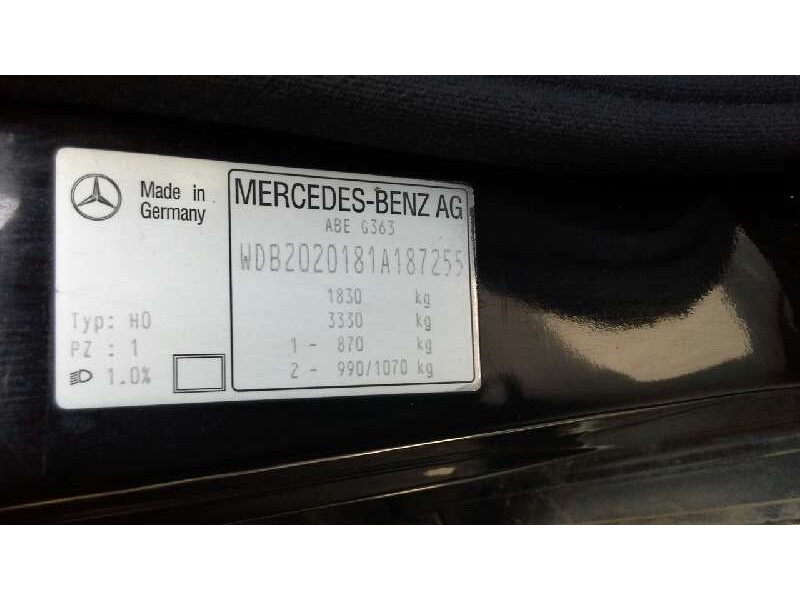 Made in
Germany
MERCEDES-BENZ AG
ABE G363
WDB2020181A187255
1830 kg
3330 kg
1 - 870 kg
2 - 990/1070 kg
Typ: H0
PZ : 1
1.0%